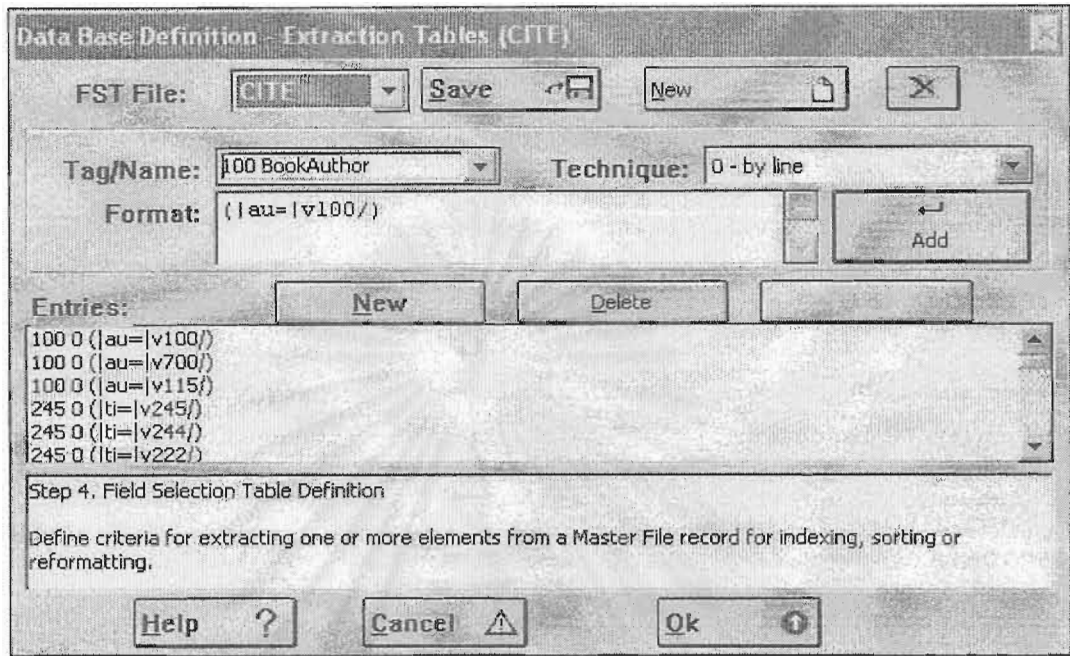 Data Base Definition - Extraction Tables (CITE)
FST File: CITE Save New
Tag/Name: 100 BookAuthor Technique: 0 - by line
Format: (|au=|v100/)
Add
Entries: New Delete
100 0 (|au=|v100/)
100 0 (|au=|v700/)
100 0 (|au=|v115/)
245 0 (|ti=|v245/)
245 0 (|ti=|v244/)
245 0 (|ti=|v222/)
Step 4. Field Selection Table Definition
Define criteria for extracting one or more elements from a Master File record for indexing, sorting or
reformatting.
Help ? Cancel Ok